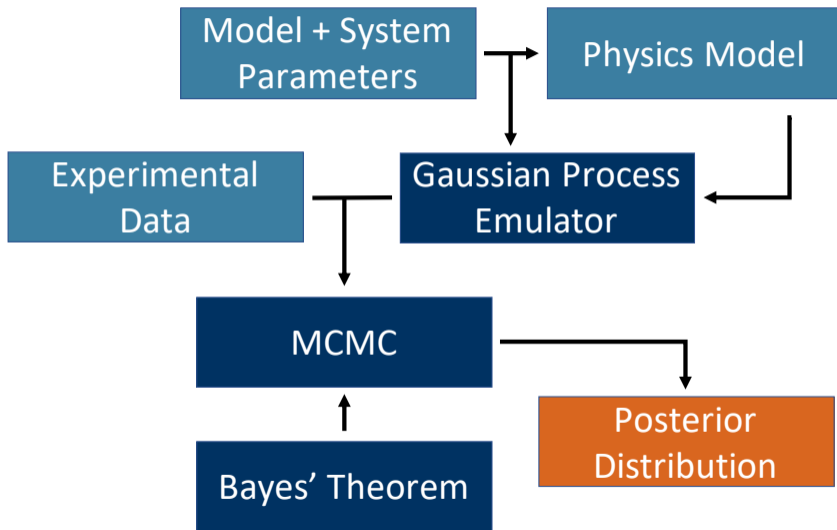 Model + System
Parameters
Physics Model
Experimental
Data
Gaussian Process
Emulator
MCMC
Posterior
Distribution
Bayes’ Theorem